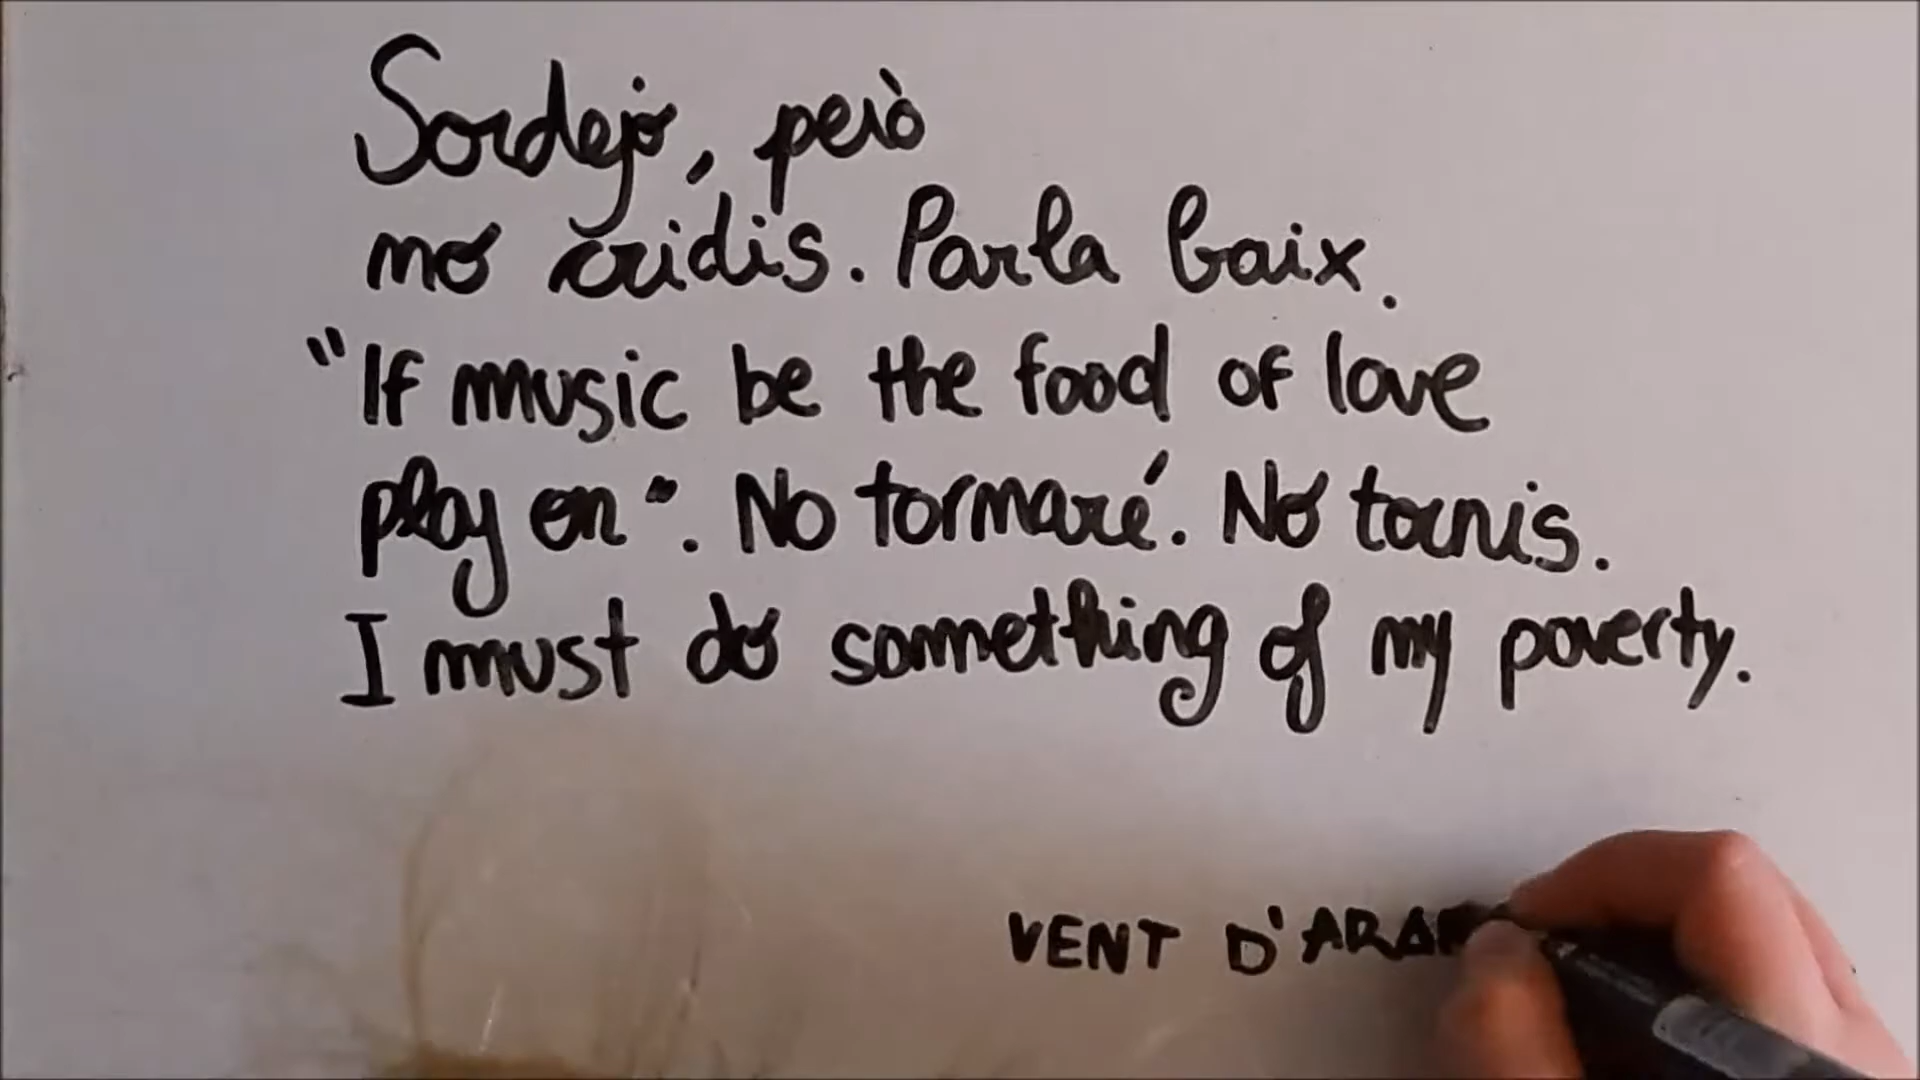 Sordejo, però
no cridis. Parla baix.
"If music be the food of love
play on". No tornaré. No tornis.
I must do something of my poverty.
VENT D'ARAM